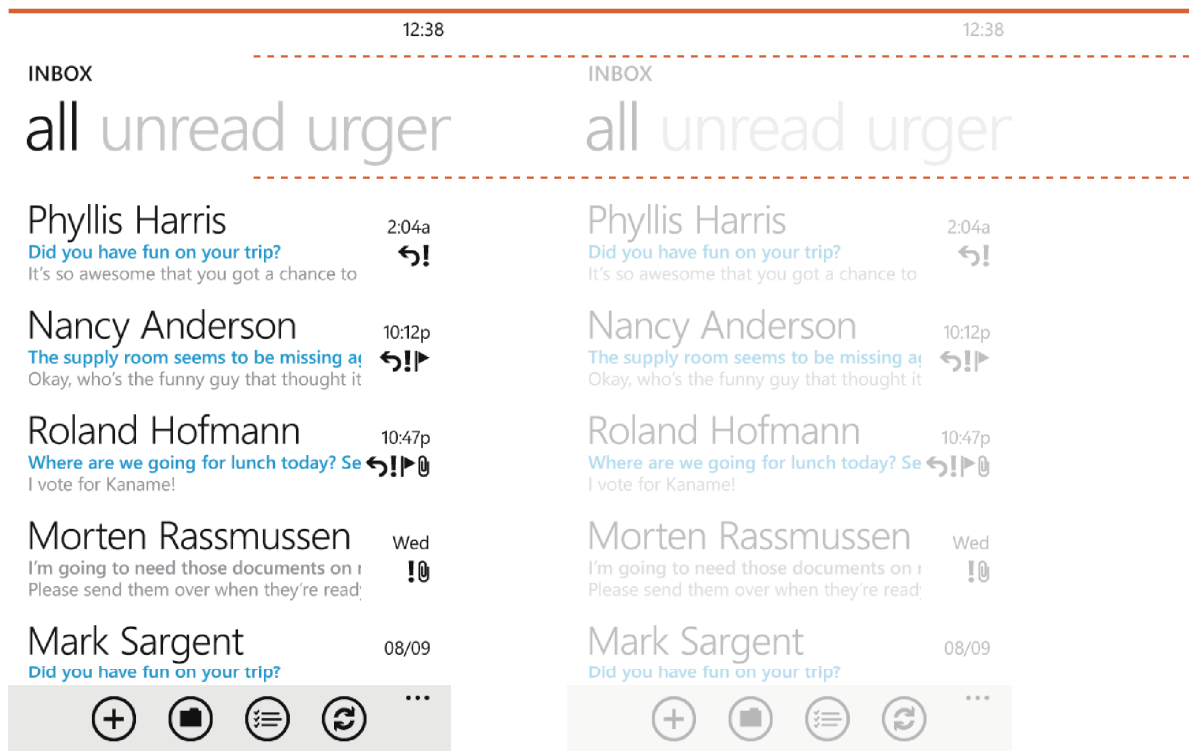 12:38
INBOX
all unread urger
Phyllis Harris
2:04a
Did you have fun on your trip?
It's so awesome that you got a chance to
Nancy Anderson
10:12p
The supply room seems to be missing
Okay, who's the funny guy that thought it
Roland Hofmann
10:47p
Where are we going for lunch today? Se
I vote for Kaname!
Morten Rassmussen
Wed
I'm going to need those documents on
Please send them over when they're ready
Mark Sargent
08/09
Did you have fun on your trip?
12:38
INBOX
all unread urger
Phyllis Harris
2:04a
Did you have fun on your trip?
It's so awesome that you got a chance to
Nancy Anderson
10:12p
The supply room seems to be missing
Okay, who's the funny guy that thought it
Roland Hofmann
10:47p
Where are we going for lunch today? Se
I vote for Kaname!
Morten Rassmussen
Wed
I'm going to need those documents on
Please send them over when they're ready
Mark Sargent
08/09
Did you have fun on your trip?